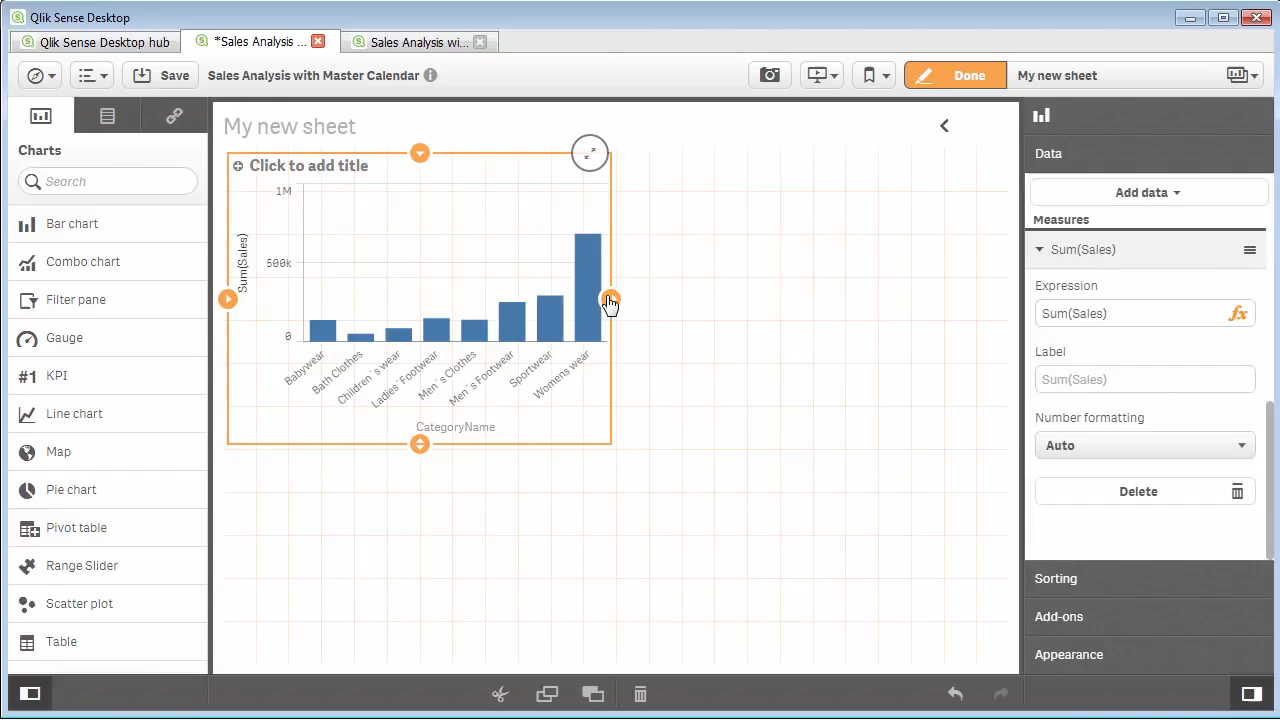 Qlik Sense Desktop
Qlik Sense Desktop hub
*Sales Analysis ...
Sales Analysis wi...
Save
Sales Analysis with Master Calendar
Done
My new sheet
Charts
Search
Bar chart
Combo chart
Filter pane
Gauge
#1 KPI
Line chart
Map
Pie chart
Pivot table
Range Slider
Scatter plot
Table
My new sheet
Click to add title
1M
500k
0
Sum(Sales)
Babywear
Bath Clothes
Children´s wear
Ladies´Footwear
Men´s Clothes
Men´s Footwear
Sportwear
Womens wear
CategoryName
Data
Add data
Measures
Sum(Sales)
Expression
Sum(Sales)
fx
Label
Sum(Sales)
Number formatting
Auto
Delete
Sorting
Add-ons
Appearance